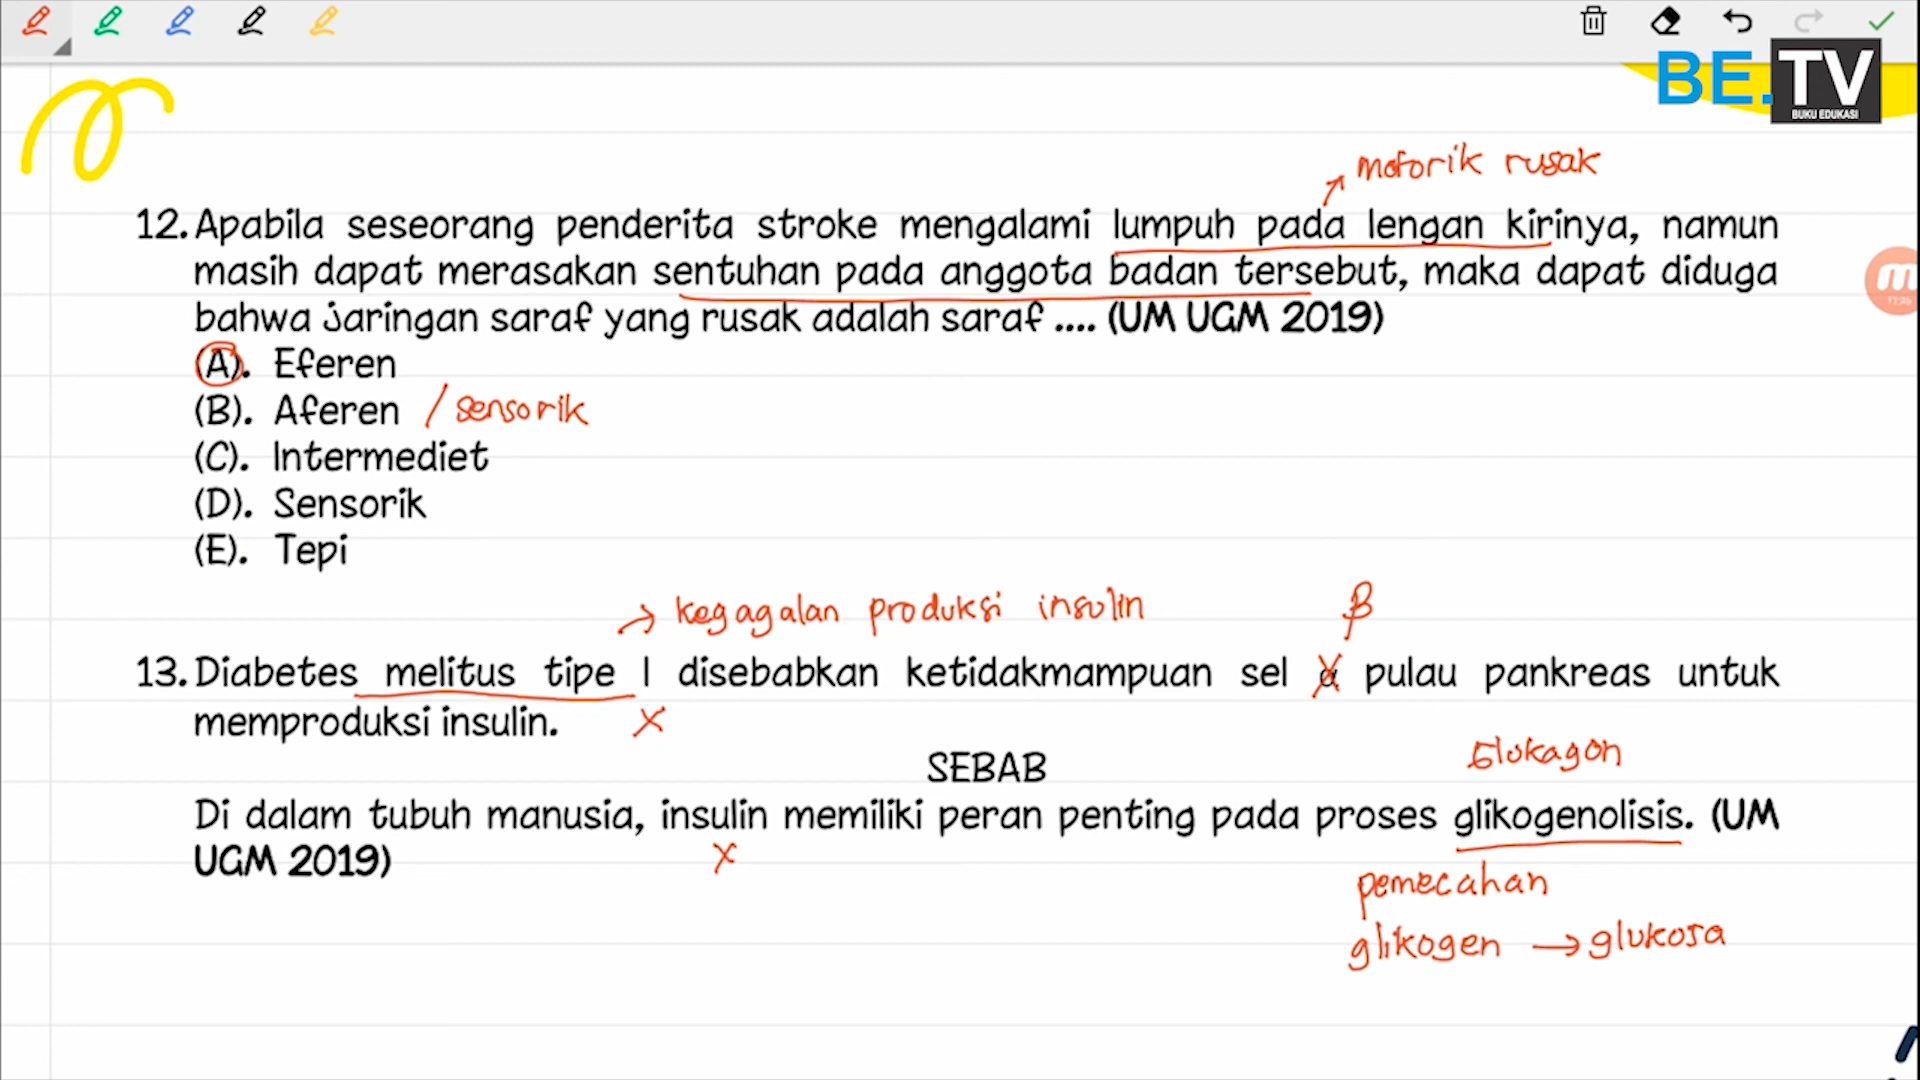 BE.TV
BUKU EDUKASI
motorik rusak
12. Apabila seseorang penderita stroke mengalami lumpuh pada lengan kirinya, namun
masih dapat merasakan sentuhan pada anggota badan tersebut, maka dapat diduga
bahwa jaringan saraf yang rusak adalah saraf .... (UM UGM 2019)
(A). Eferen
(B). Aferen / sensorik
(C). Intermediet
(D). Sensorik
(E). Tepi
→ kegagalan produksi insulin β
13. Diabetes melitus tipe I disebabkan ketidakmampuan sel α pulau pankreas untuk
memproduksi insulin. X
SEBAB
Glukagon
Di dalam tubuh manusia, insulin memiliki peran penting pada proses glikogenolisis. (UM
UGM 2019) X
pemecahan
glikogen → glukosa